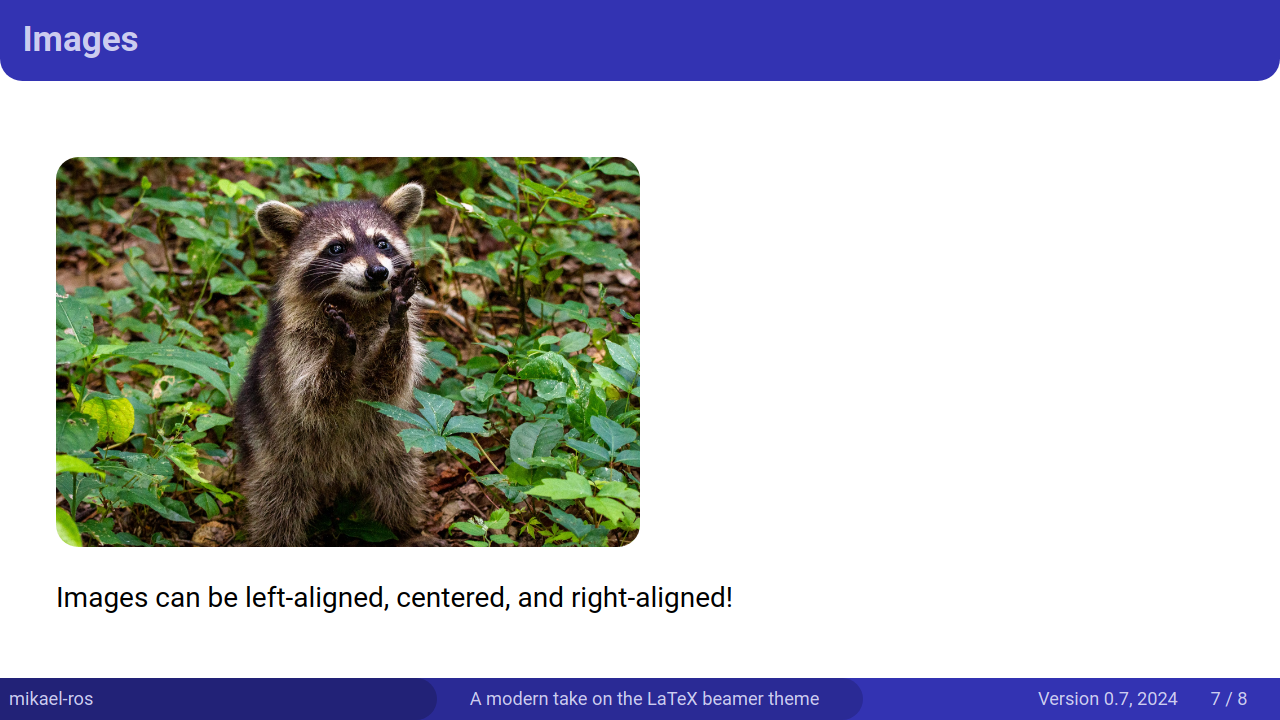 Images
Images can be left-aligned, centered, and right-aligned!
mikael-ros
A modern take on the LaTeX beamer theme
Version 0.7, 2024
7 / 8